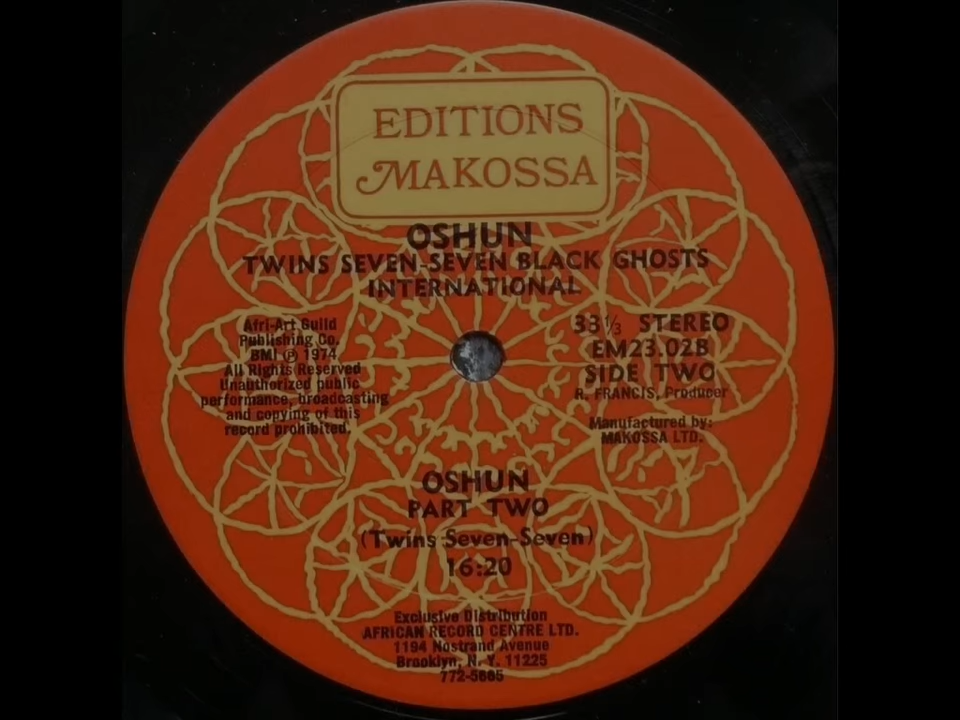 EDITIONS
MAKOSSA
OSHUN
TWINS SEVEN-SEVEN BLACK GHOSTS
INTERNATIONAL
Afri-Art Guild
Publishing Co.
BMI Ⓟ 1974
All Rights Reserved
Unauthorized public
performance, broadcasting
and copying of this
record prohibited.
33⅓ STEREO
EM23.02B
SIDE TWO
R. FRANCIS, Producer
Manufactured by:
MAKOSSA LTD.
OSHUN
PART TWO
(Twins Seven-Seven)
16:20
Exclusive Distribution
AFRICAN RECORD CENTRE LTD.
1194 Nostrand Avenue
Brooklyn, N. Y. 11225